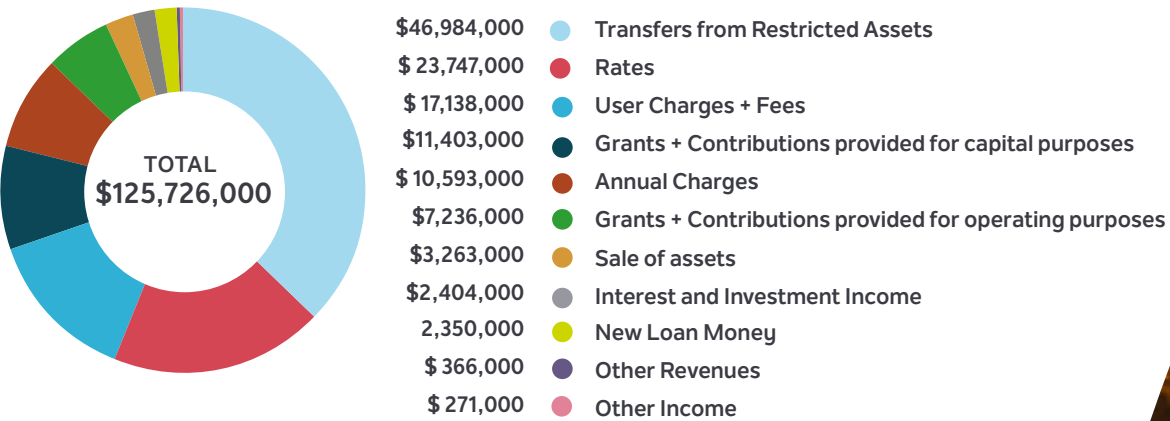 TOTAL
$125,726,000
$46,984,000 Transfers from Restricted Assets
$ 23,747,000 Rates
$ 17,138,000 User Charges + Fees
$11,403,000 Grants + Contributions provided for capital purposes
$ 10,593,000 Annual Charges
$7,236,000 Grants + Contributions provided for operating purposes
$3,263,000 Sale of assets
$2,404,000 Interest and Investment Income
2,350,000 New Loan Money
$ 366,000 Other Revenues
$ 271,000 Other Income